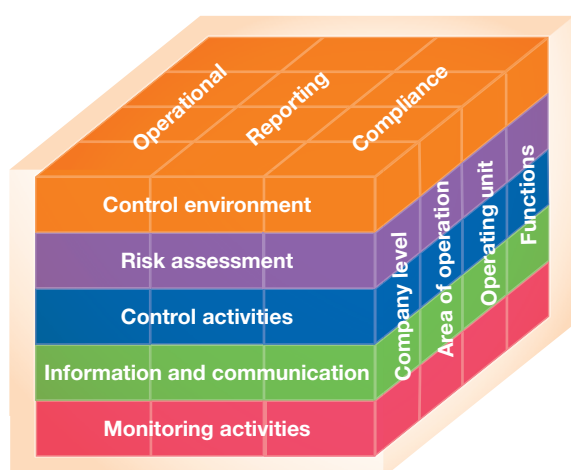 Operational
Reporting
Compliance
Control environment
Risk assessment
Control activities
Information and communication
Monitoring activities
Company level
Area of operation
Operating unit
Functions